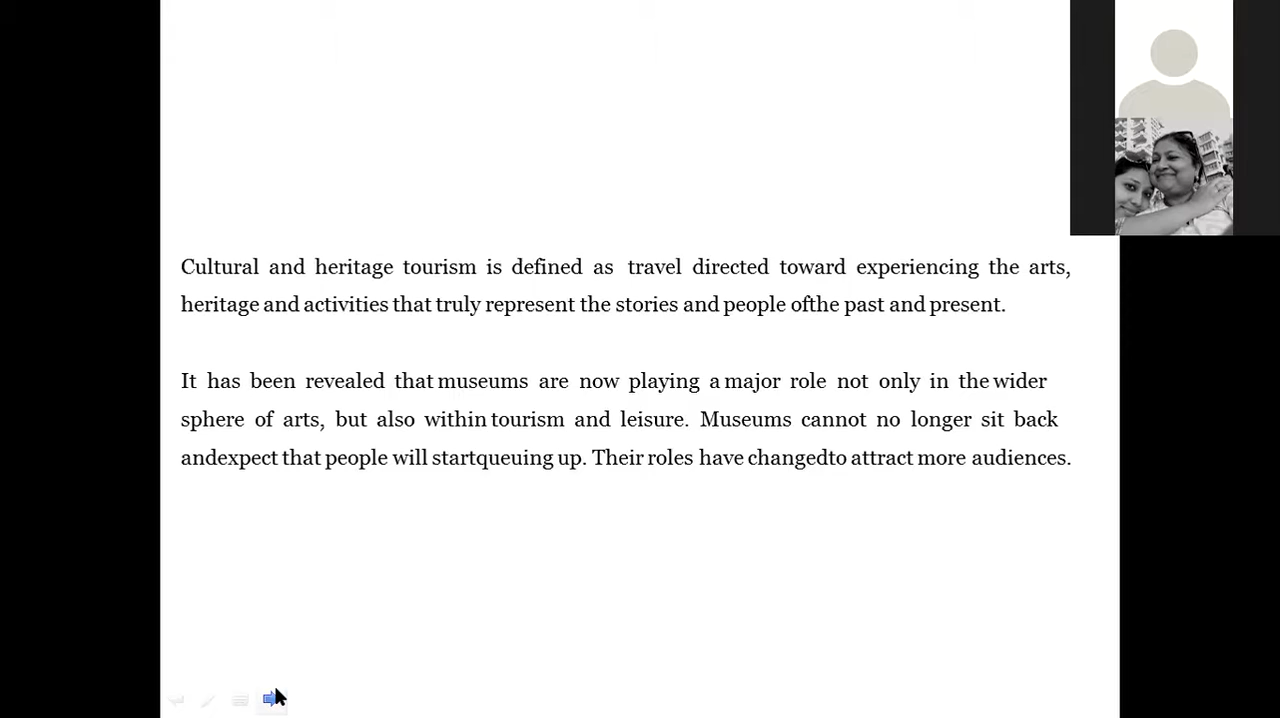 Cultural and heritage tourism is defined as travel directed toward experiencing the arts,
heritage and activities that truly represent the stories and people ofthe past and present.
It has been revealed that museums are now playing a major role not only in the wider
sphere of arts, but also within tourism and leisure. Museums cannot no longer sit back
andexpect that people will startqueuing up. Their roles have changedto attract more audiences.